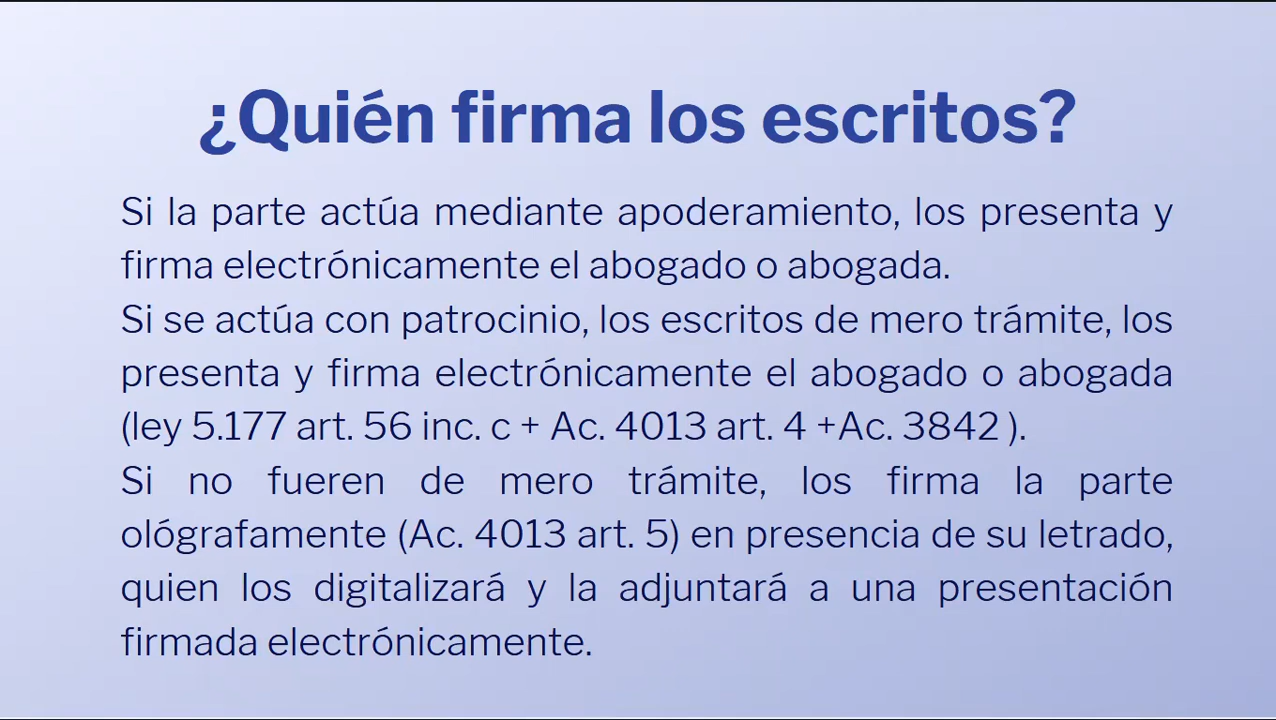 ¿Quién firma los escritos?
Si la parte actúa mediante apoderamiento, los presenta y
firma electrónicamente el abogado o abogada.
Si se actúa con patrocinio, los escritos de mero trámite, los
presenta y firma electrónicamente el abogado o abogada
(ley 5.177 art. 56 inc. c + Ac. 4013 art. 4 +Ac. 3842 ).
Si no fueren de mero trámite, los firma la parte
ológrafamente (Ac. 4013 art. 5) en presencia de su letrado,
quien los digitalizará y la adjuntará a una presentación
firmada electrónicamente.